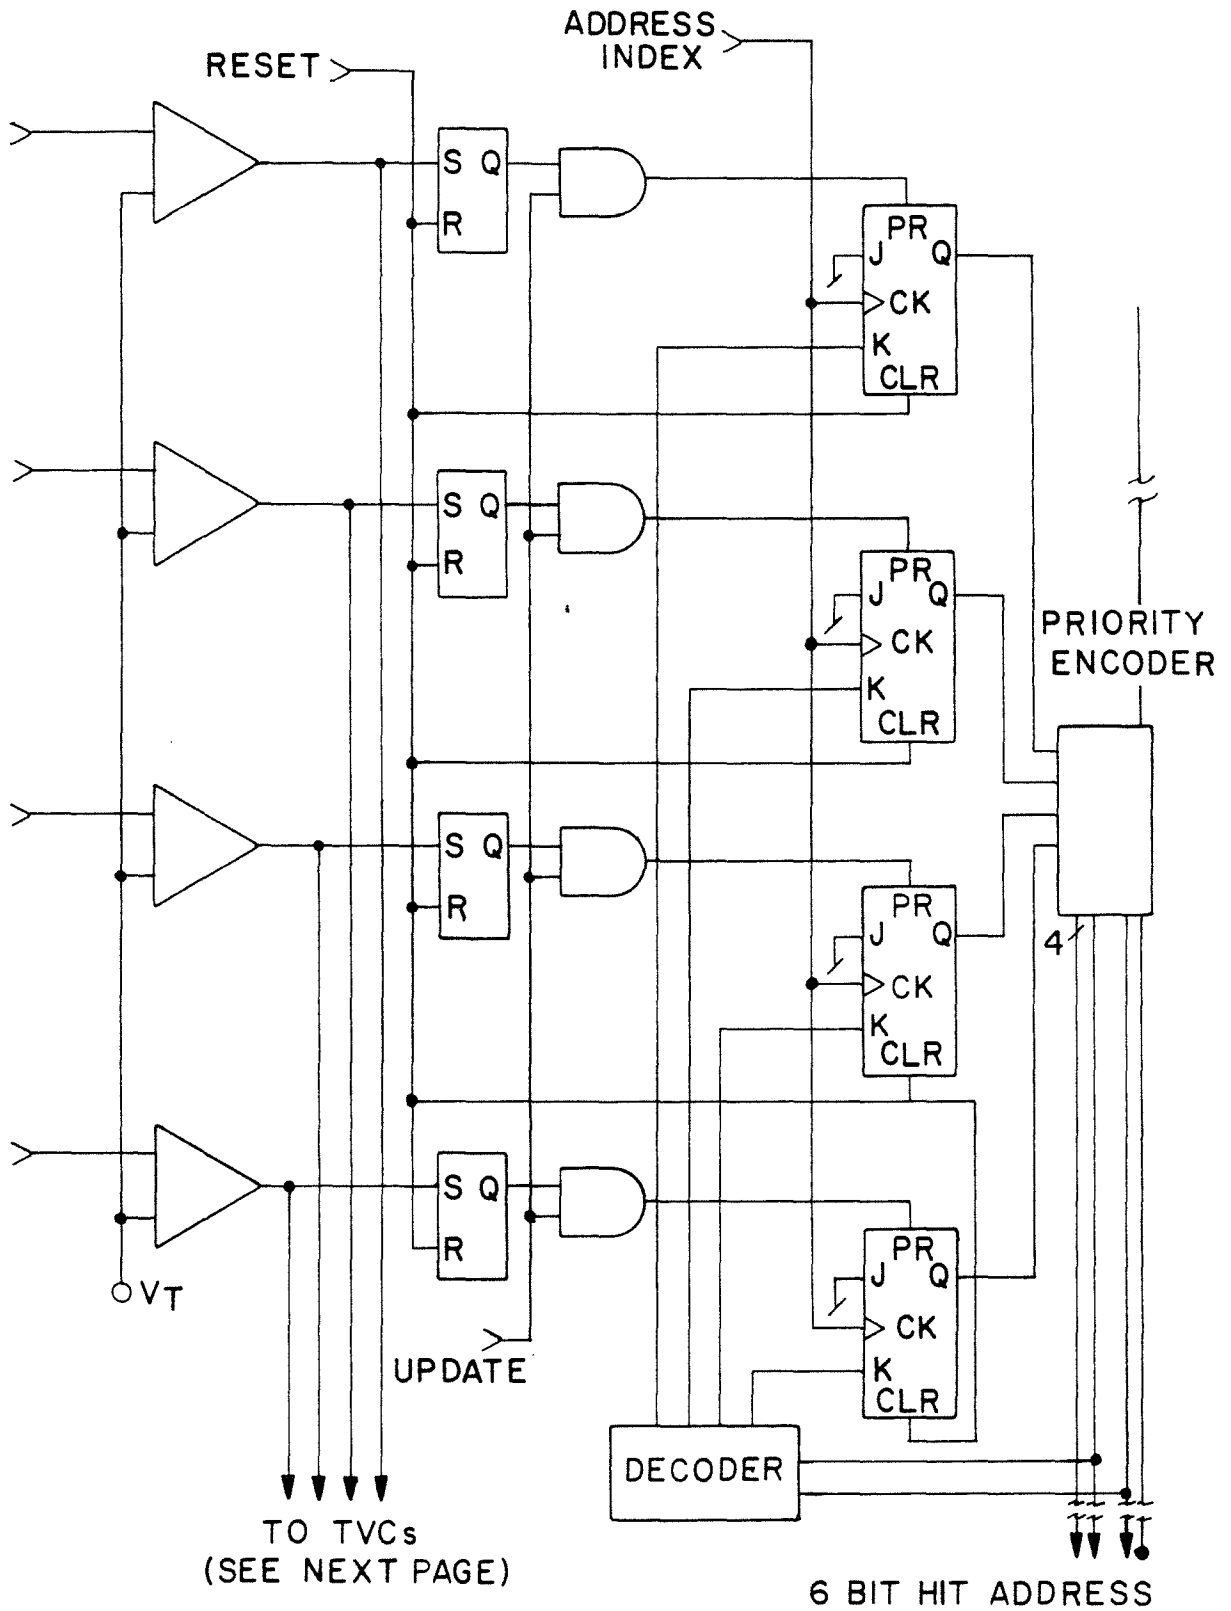 ADDRESS
INDEX
RESET
S Q
R
PR
J Q
CK
K
CLR
S Q
R
PR
J Q
CK
K
CLR
PRIORITY
ENCODER
S Q
R
PR
J Q
CK
K
CLR
4
S Q
R
PR
J Q
CK
K
CLR
VT
UPDATE
DECODER
TO TVCs
(SEE NEXT PAGE)
6 BIT HIT ADDRESS